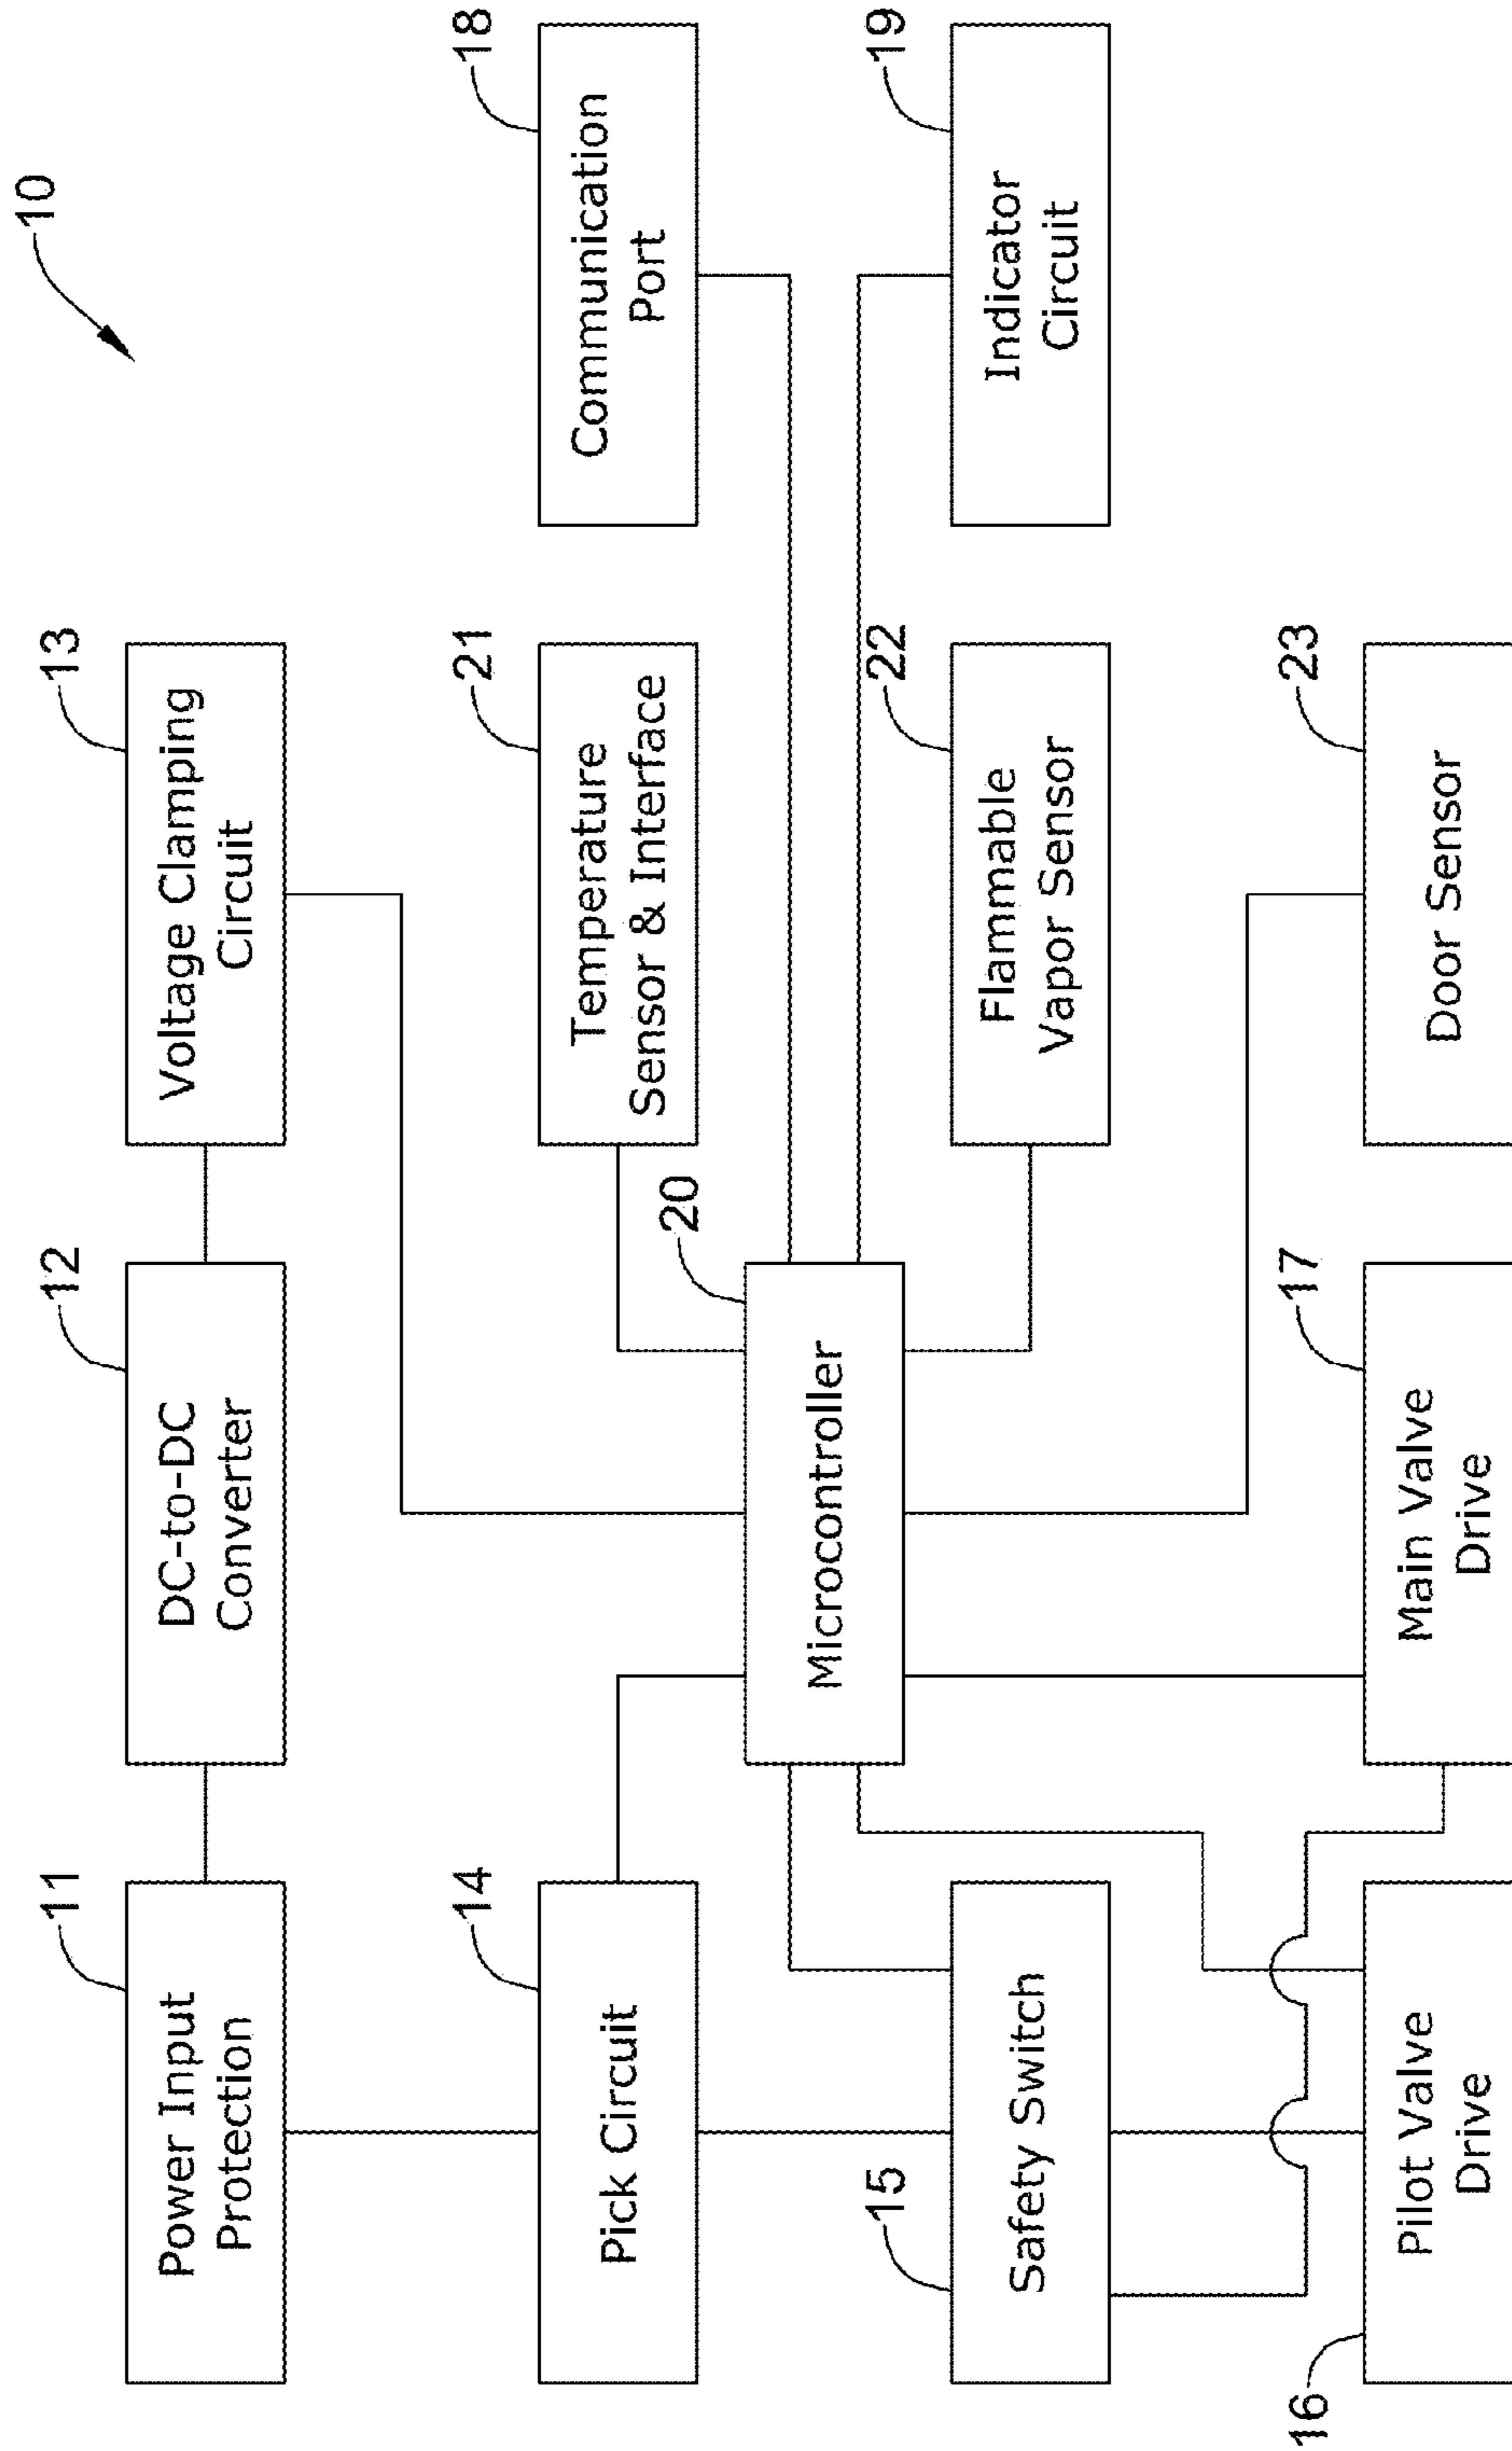 10
11
Power Input
Protection
12
DC-to-DC
Converter
13
Voltage Clamping
Circuit
14
Pick Circuit
21
Temperature
Sensor & Interface
18
Communication
Port
20
Microcontroller
15
Safety Switch
22
Flammable
Vapor Sensor
19
Indicator
Circuit
16
Pilot Valve
Drive
17
Main Valve
Drive
23
Door Sensor